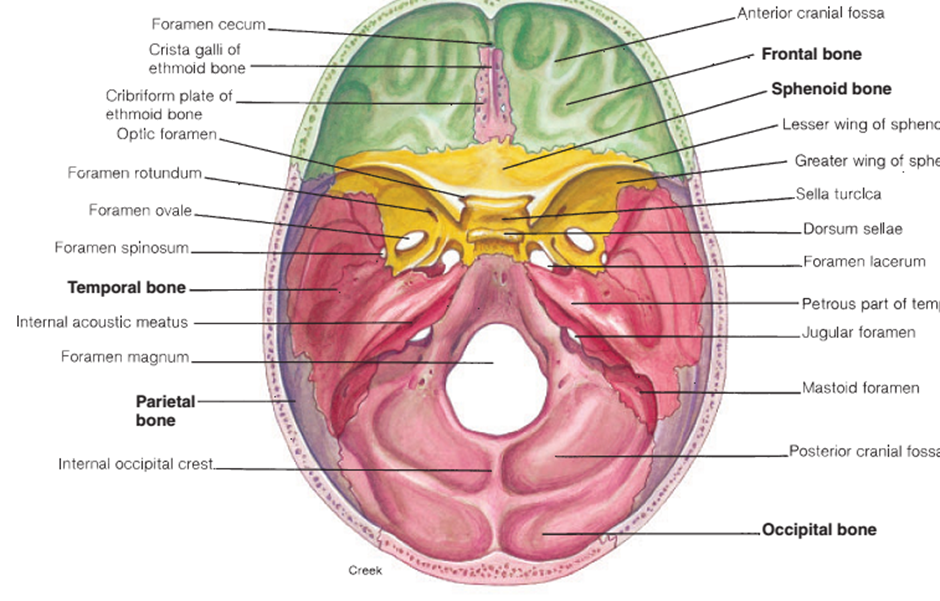 Foramen cecum
Crista galli of
ethmoid bone
Cribriform plate of
ethmoid bone
Optic foramen
Foramen rotundum
Foramen ovale
Foramen spinosum
Temporal bone
Internal acoustic meatus
Foramen magnum
Parietal
bone
Internal occipital crest
Creek
Anterior cranial fossa
Frontal bone
Sphenoid bone
Lesser wing of spheno
Greater wing of sphe
Sella turcica
Dorsum sellae
Foramen lacerum
Petrous part of temp
Jugular foramen
Mastoid foramen
Posterior cranial fossa
Occipital bone